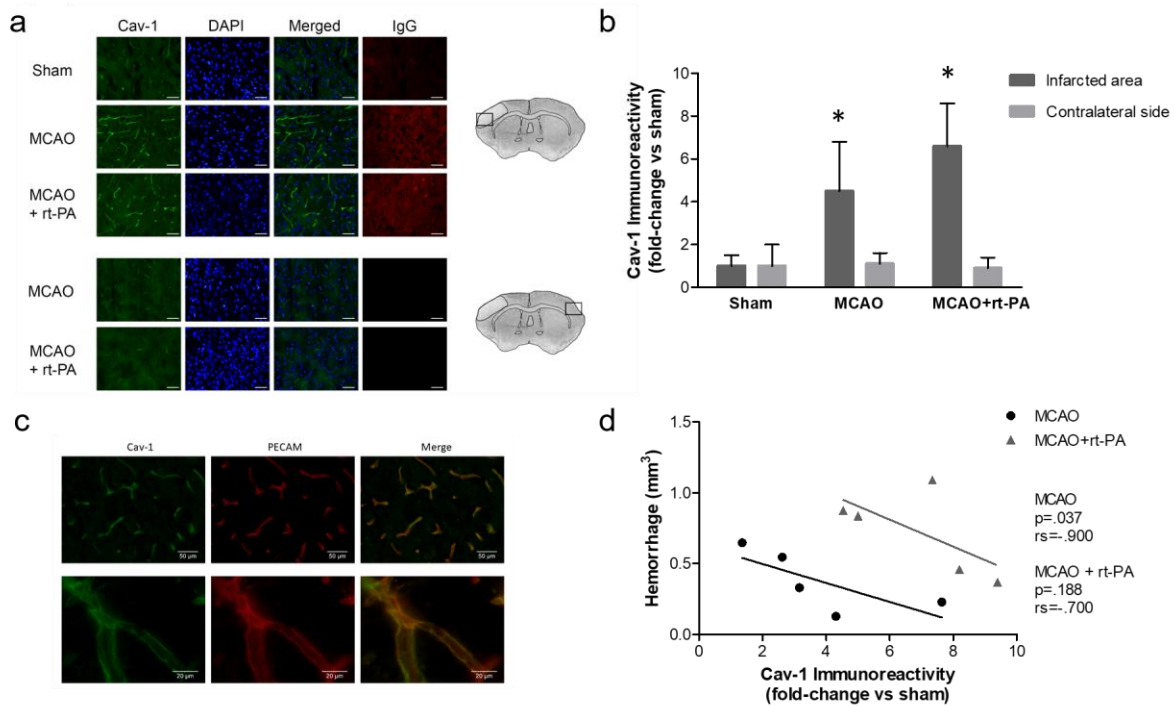 a
Cav-1 DAPI Merged IgG
Sham
MCAO
MCAO
+ rt-PA
MCAO
MCAO
+ rt-PA
b
Cav-1 Immunoreactivity
(fold-change vs sham)
10
8
6
4
2
0
* *
Sham MCAO MCAO+rt-PA
Infarcted area
Contralateral side
c
Cav-1 PECAM Merge
50 µm 50 µm 50 µm
20 µm 20 µm 20 µm
d
Hemorrhage (mm³)
1.5
1.0
0.5
0.0
0 2 4 6 8 10
Cav-1 Immunoreactivity
(fold-change vs sham)
MCAO
MCAO+rt-PA
MCAO
p=.037
rs=-.900
MCAO + rt-PA
p=.188
rs=-.700